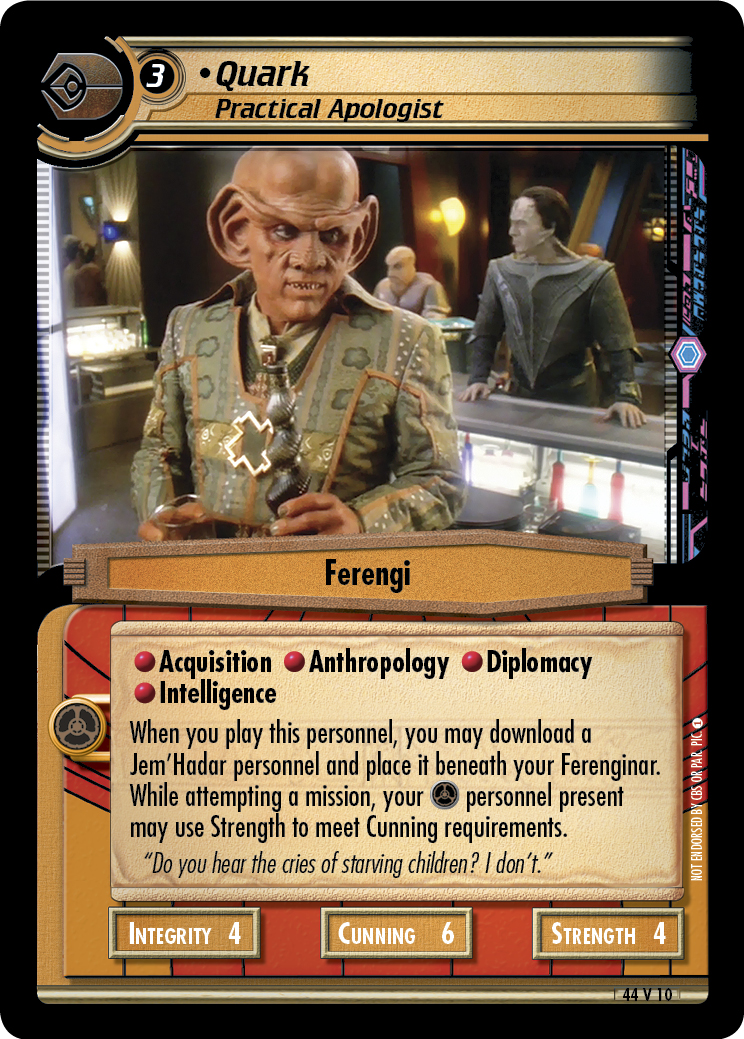 3
•Quark
Practical Apologist
Ferengi
Acquisition Anthropology Diplomacy
Intelligence
When you play this personnel, you may download a
Jem'Hadar personnel and place it beneath your Ferenginar.
While attempting a mission, your personnel present
may use Strength to meet Cunning requirements.
"Do you hear the cries of starving children? I don't."
NOT ENDORSED BY CBS OR PAR. PIC. 1
INTEGRITY 4
CUNNING 6
STRENGTH 4
44 V 10